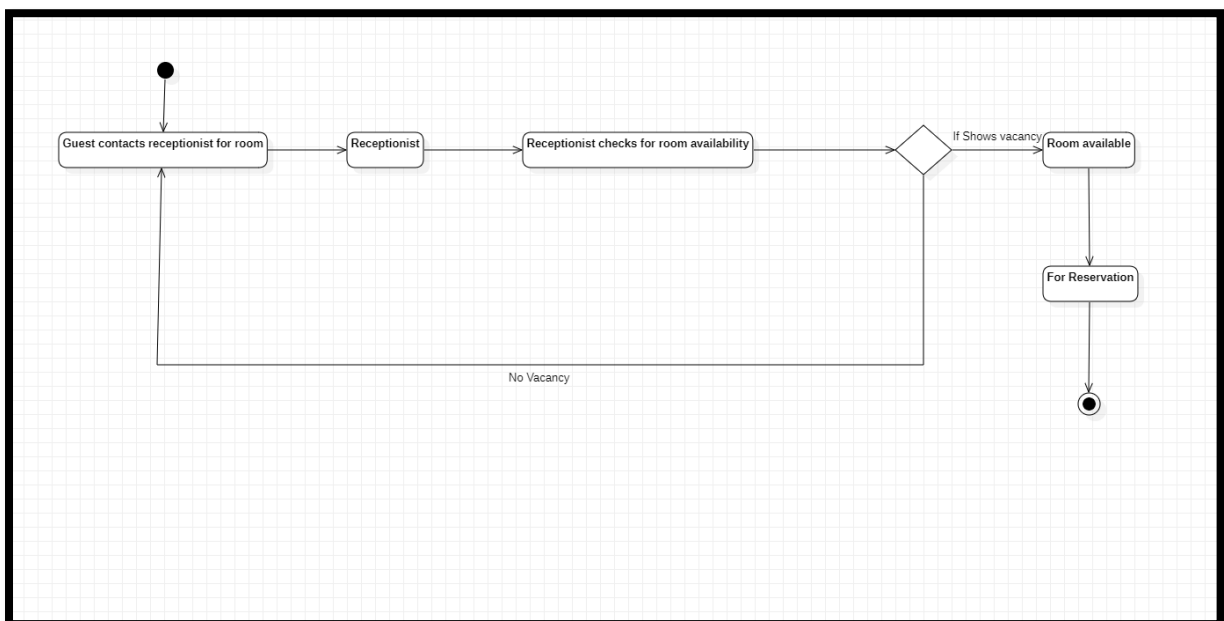 Guest contacts receptionist for room
Receptionist
Receptionist checks for room availability
If Shows vacancy
Room available
For Reservation
No Vacancy